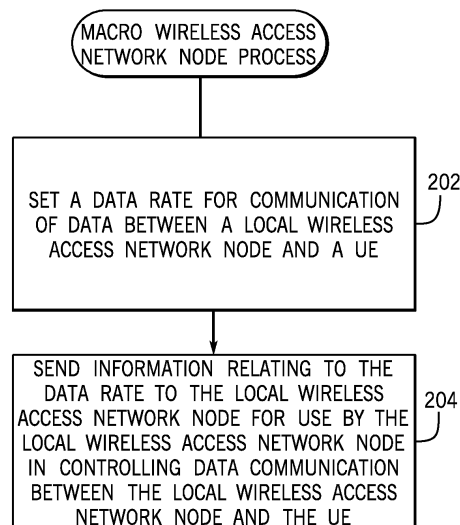 MACRO WIRELESS ACCESS
NETWORK NODE PROCESS
SET A DATA RATE FOR COMMUNICATION
OF DATA BETWEEN A LOCAL WIRELESS
ACCESS NETWORK NODE AND A UE
202
SEND INFORMATION RELATING TO THE
DATA RATE TO THE LOCAL WIRELESS
ACCESS NETWORK NODE FOR USE BY THE
LOCAL WIRELESS ACCESS NETWORK NODE
IN CONTROLLING DATA COMMUNICATION
BETWEEN THE LOCAL WIRELESS ACCESS
NETWORK NODE AND THE UE
204